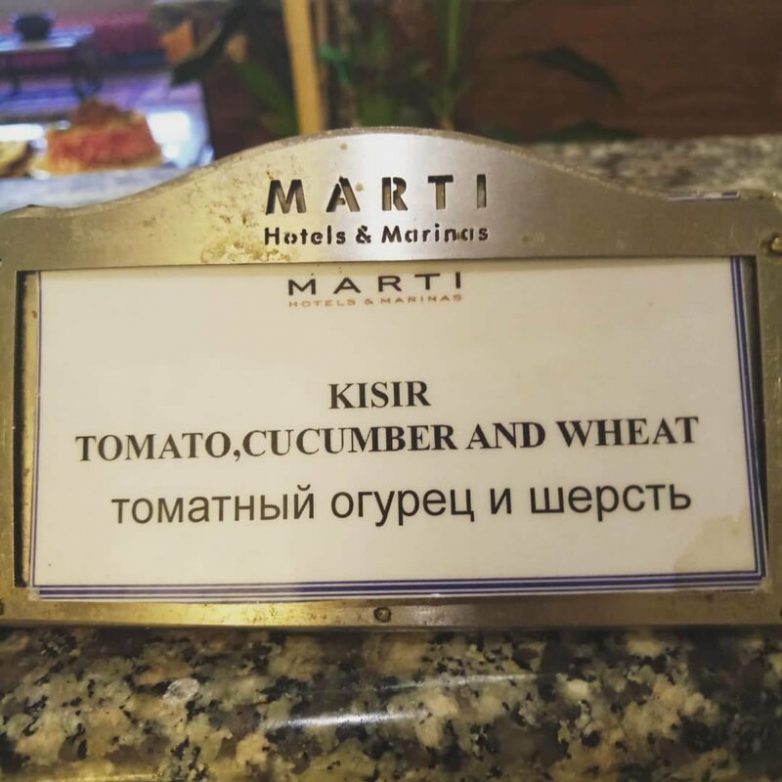 MARTI
Hotels & Marinas
MARTI
HOTELS & MARINAS
KISIR
TOMATO,CUCUMBER AND WHEAT
томатный огурец и шерсть